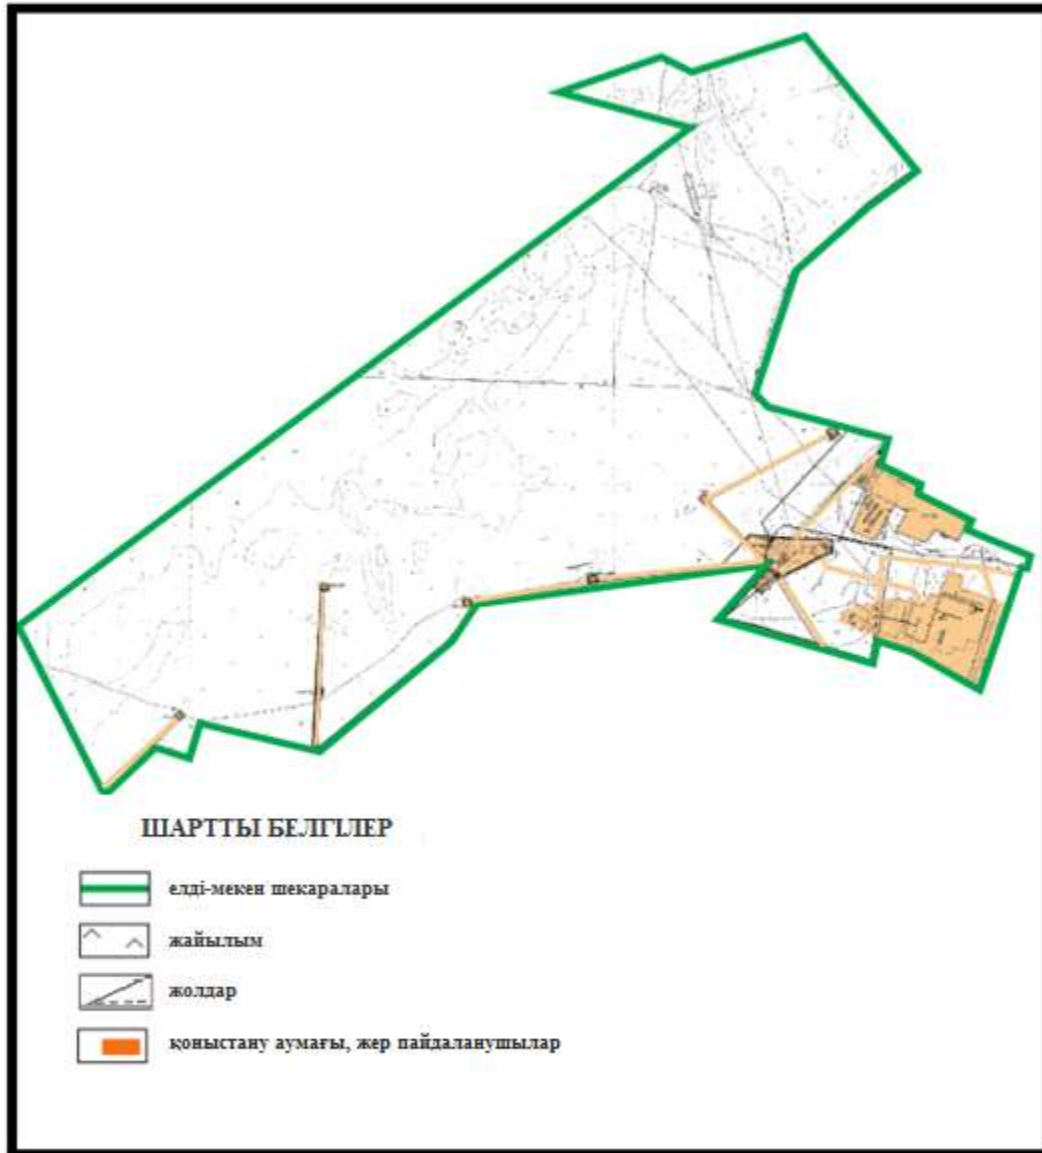 ШАРТТЫ БЕЛГІЛЕР
елді-мекен шекаралары
жайылым
жолдар
қоныстану аумағы, жер пайдаланушылар